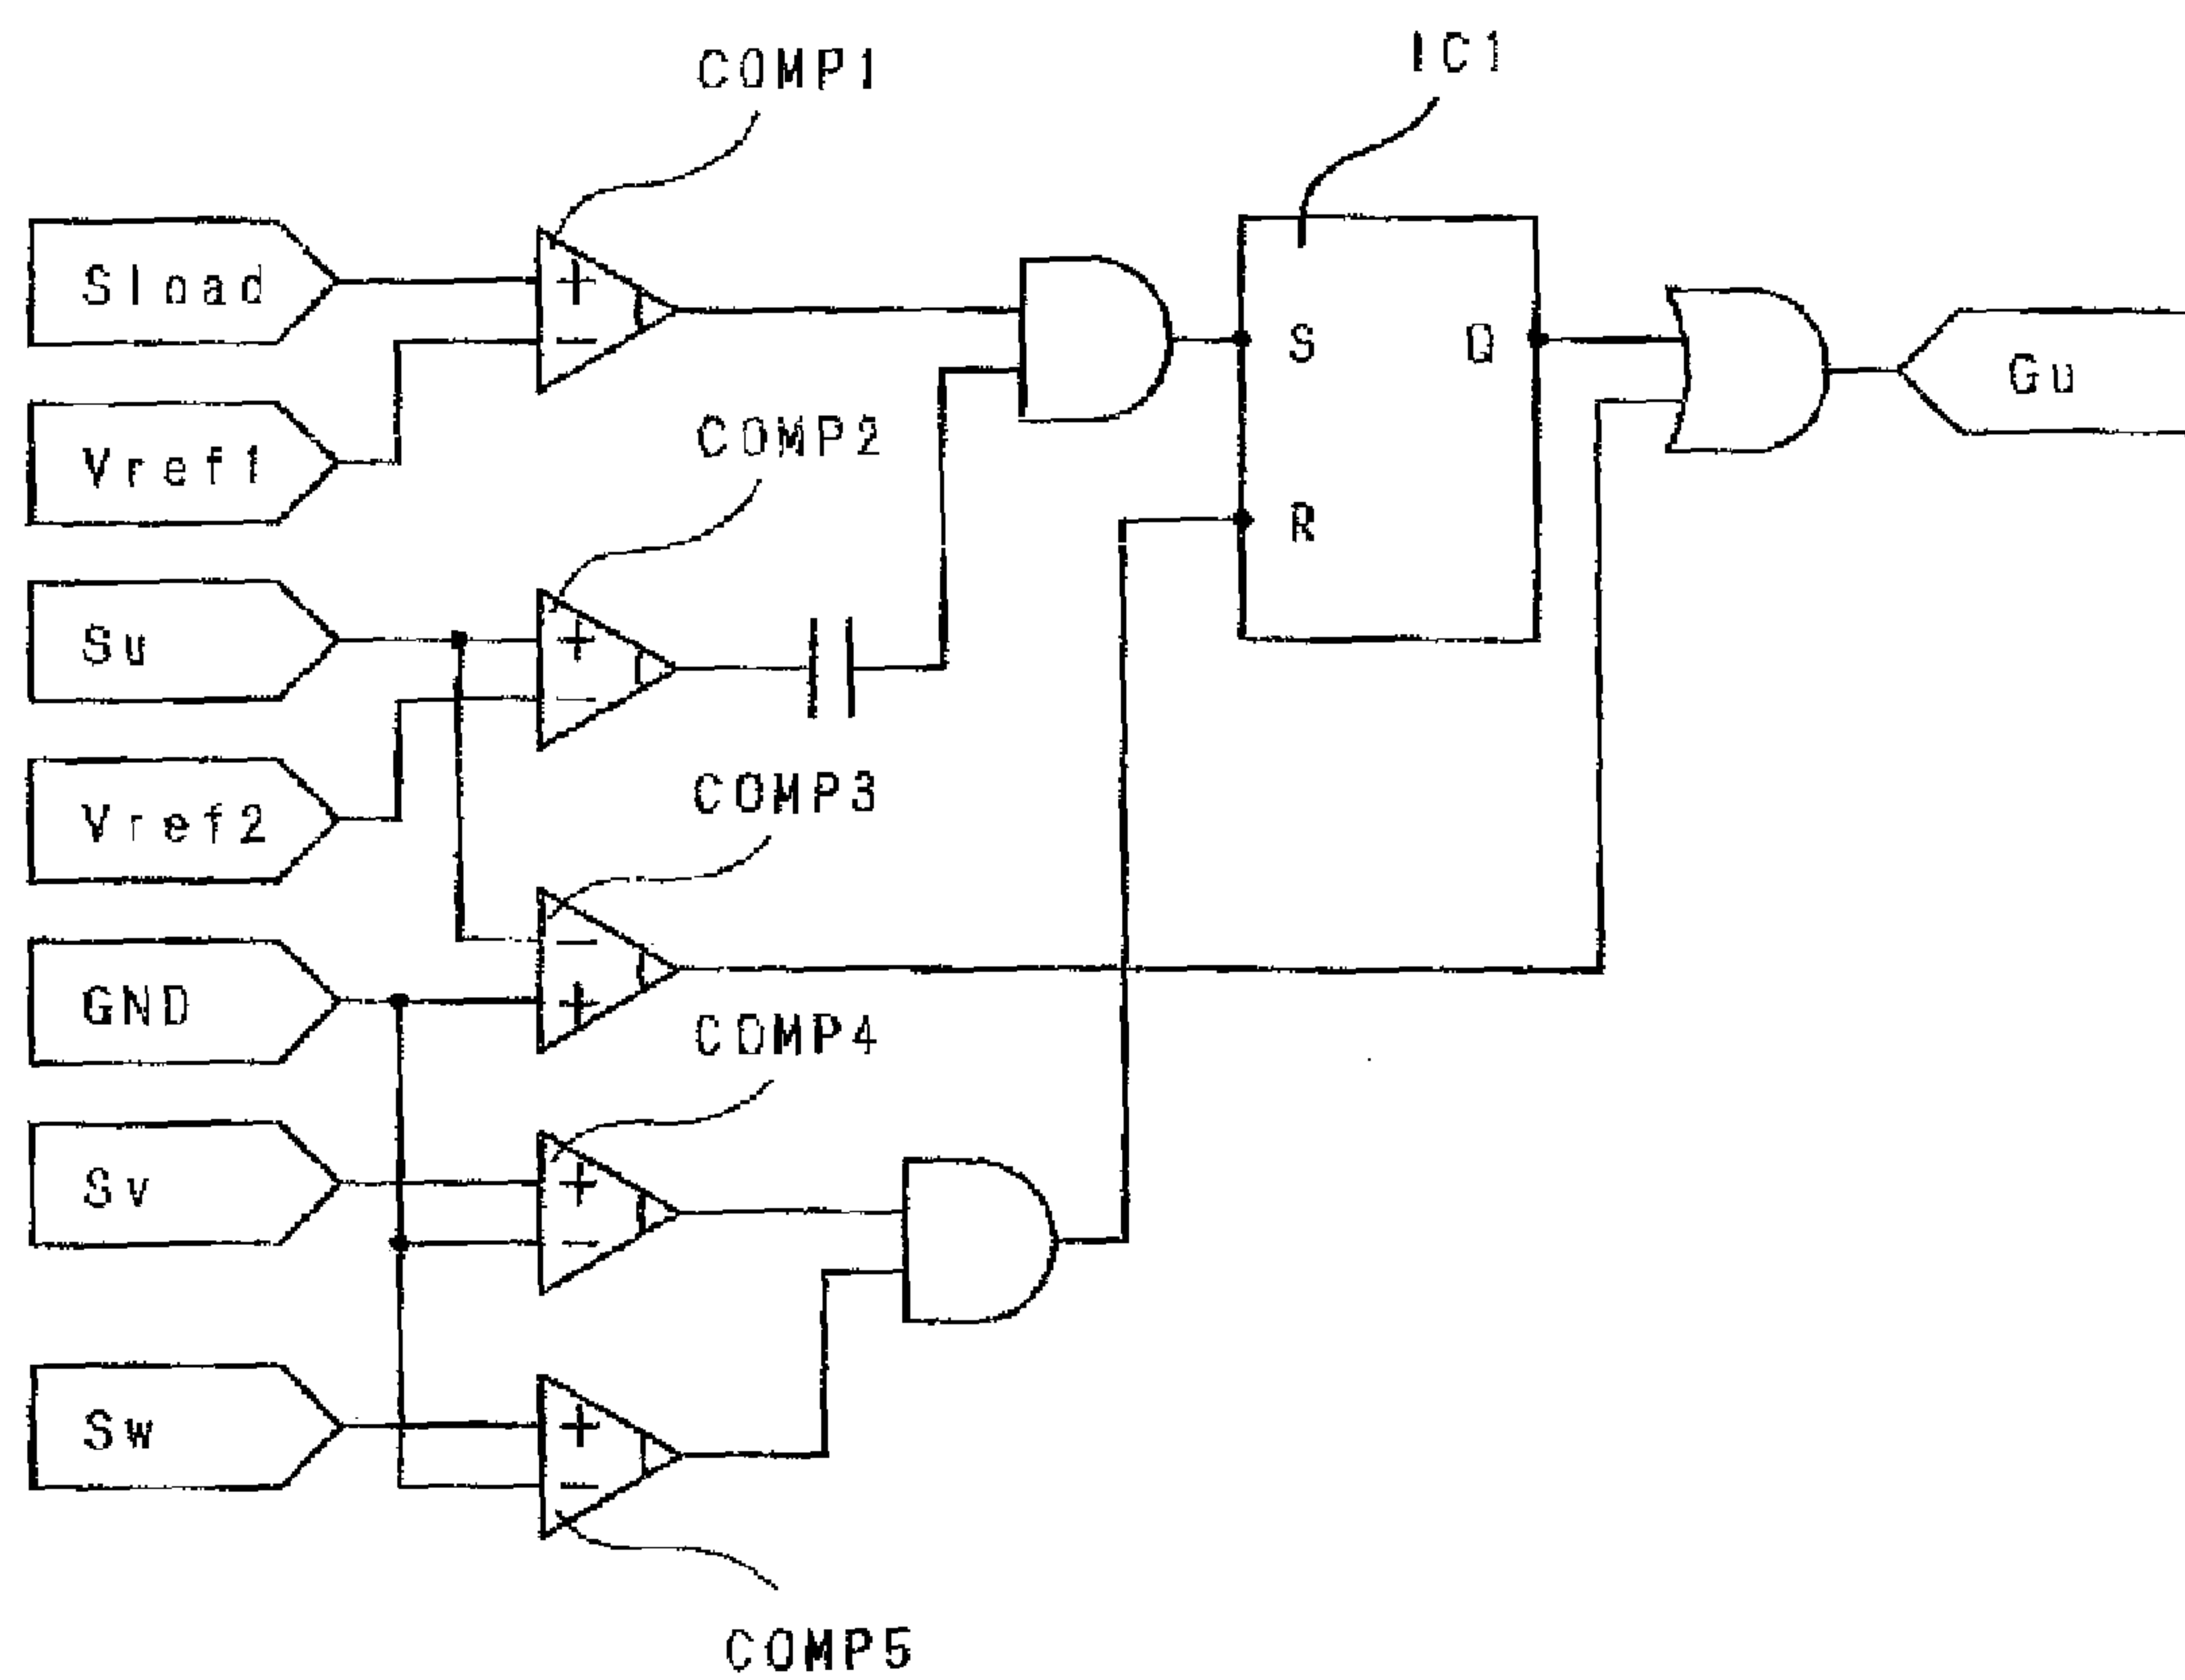 COMP1
IC1
Sload
Vref1
COMP2
S
Q
Gu
R
Su
Vref2
COMP3
GND
COMP4
Sv
Sw
COMP5
+
-
+
-
-
+
+
-
+
-